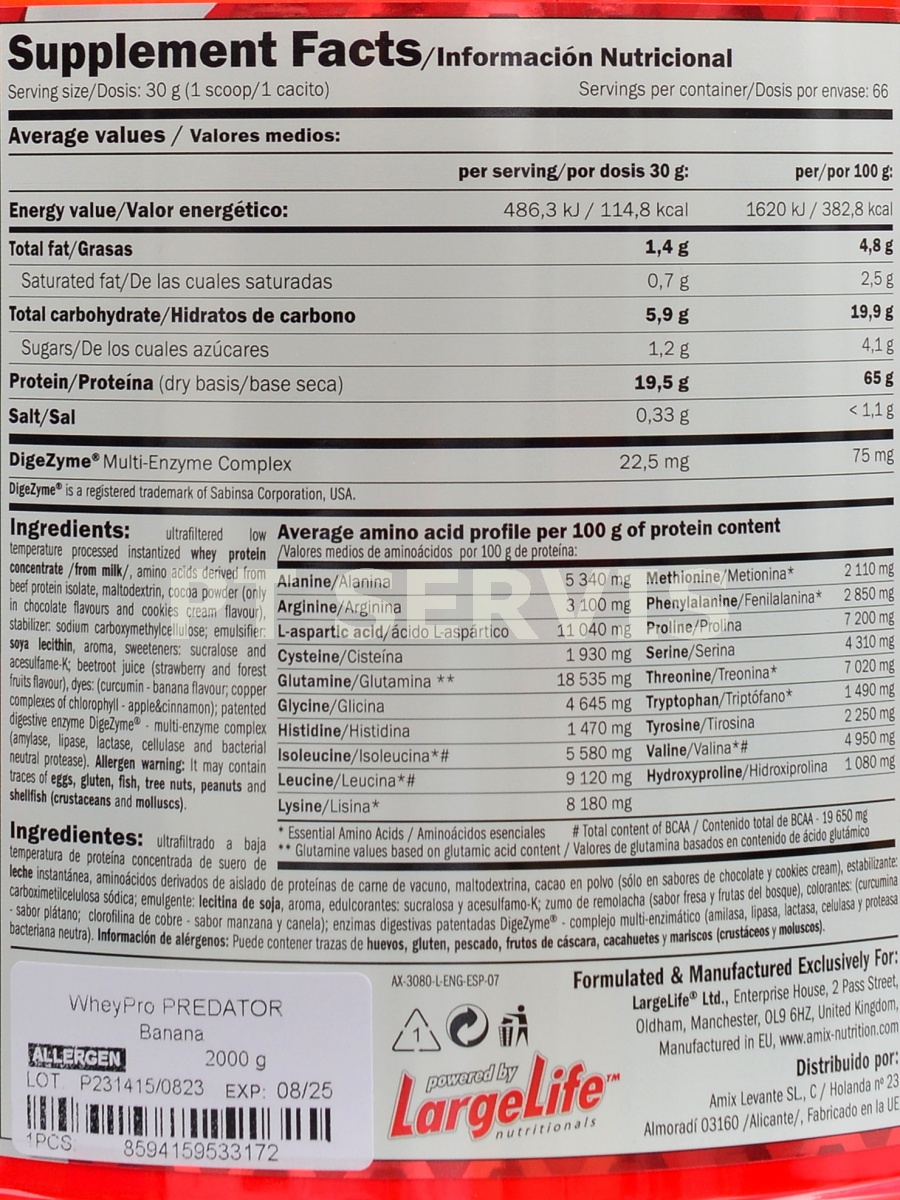 Supplement Facts/Información Nutricional
Serving size/Dosis: 30 g (1 scoop/1 cacito) Servings per container/Dosis por envase: 66
Average values / Valores medios:
per serving/por dosis 30 g: per/por 100 g:
Energy value/Valor energético: 486,3 kJ / 114,8 kcal 1620 kJ / 382,8 kcal
Total fat/Grasas 1,4 g 4,8 g
Saturated fat/De las cuales saturadas 0,7 g 2,5 g
Total carbohydrate/Hidratos de carbono 5,9 g 19,9 g
Sugars/De los cuales azúcares 1,2 g 4,1 g
Protein/Proteína (dry basis/base seca) 19,5 g 65 g
Salt/Sal 0,33 g < 1,1 g
DigeZyme® Multi-Enzyme Complex 22,5 mg 75 mg
DigeZyme® is a registered trademark of Sabinsa Corporation, USA.
Ingredients: ultrafiltered low
temperature processed instantized whey protein
concentrate /from milk/, amino acids derived from
beef protein isolate, maltodextrin, cocoa powder (only
in chocolate flavours and cookies cream flavour),
stabilizer: sodium carboxymethylcellulose; emulsifier:
soya lecithin, aroma, sweeteners: sucralose and
acesulfame-K; beetroot juice (strawberry and forest
fruits flavour), dyes: (curcumin - banana flavour; copper
complexes of chlorophyll - apple&cinnamon); patented
digestive enzyme DigeZyme® - multi-enzyme complex
(amylase, lipase, lactase, cellulase and bacterial
neutral protease). Allergen warning: It may contain
traces of eggs, gluten, fish, tree nuts, peanuts and
shellfish (crustaceans and molluscs).
Average amino acid profile per 100 g of protein content
/Valores medios de aminoácidos por 100 g de proteína:
Alanine/Alanina 5 340 mg
Arginine/Arginina 3 100 mg
L-aspartic acid/ácido L-aspártico 11 040 mg
Cysteine/Cisteína 1 930 mg
Glutamine/Glutamina ** 18 535 mg
Glycine/Glicina 4 645 mg
Histidine/Histidina 1 470 mg
Isoleucine/Isoleucina*# 5 580 mg
Leucine/Leucina*# 9 120 mg
Lysine/Lisina* 8 180 mg
Methionine/Metionina* 2 110 mg
Phenylalanine/Fenilalanina* 2 850 mg
Proline/Prolina 7 200 mg
Serine/Serina 4 310 mg
Threonine/Treonina* 7 020 mg
Tryptophan/Triptófano* 1 490 mg
Tyrosine/Tirosina 2 250 mg
Valine/Valina*# 4 950 mg
Hydroxyproline/Hidroxiprolina 1 080 mg
* Essential Amino Acids / Aminoácidos esenciales # Total content of BCAA / Contenido total de BCAA - 19 650 mg
** Glutamine values based on glutamic acid content / Valores de glutamina basados en contenido de ácido glutámico
FITSERVIS
Ingredientes: ultrafiltrado a baja
temperatura de proteína concentrada de suero de
leche instantánea, aminoácidos derivados de aislado de proteínas de carne de vacuno, maltodextrina, cacao en polvo (sólo en sabores de chocolate y cookies cream), estabilizante:
carboximetilcelulosa sódica; emulgente: lecitina de soja, aroma, edulcorantes: sucralosa y acesulfamo-K; zumo de remolacha (sabor fresa y frutas del bosque), colorantes: (curcumina
- sabor plátano; clorofilina de cobre - sabor manzana y canela); enzimas digestivas patentadas DigeZyme® - complejo multi-enzimático (amilasa, lipasa, lactasa, celulasa y proteasa
bacteriana neutra). Información de alérgenos: Puede contener trazas de huevos, gluten, pescado, frutos de cáscara, cacahuetes y mariscos (crustáceos y moluscos).
WheyPro PREDATOR
Banana
ALLERGEN 2000 g
LOT P231415/0823 EXP: 08/25
1PCS 8594159533172
AX-3080-L-ENG-ESP-07
1
powered by
LargeLife™
nutritionals
Formulated & Manufactured Exclusively For:
LargeLife® Ltd., Enterprise House, 2 Pass Street,
Oldham, Manchester, OL9 6HZ, United Kingdom,
Manufactured in EU, www.amix-nutrition.com
Distribuido por:
Amix Levante SL., C / Holanda nº 23
Almoradí 03160 /Alicante/, Fabricado en la UE